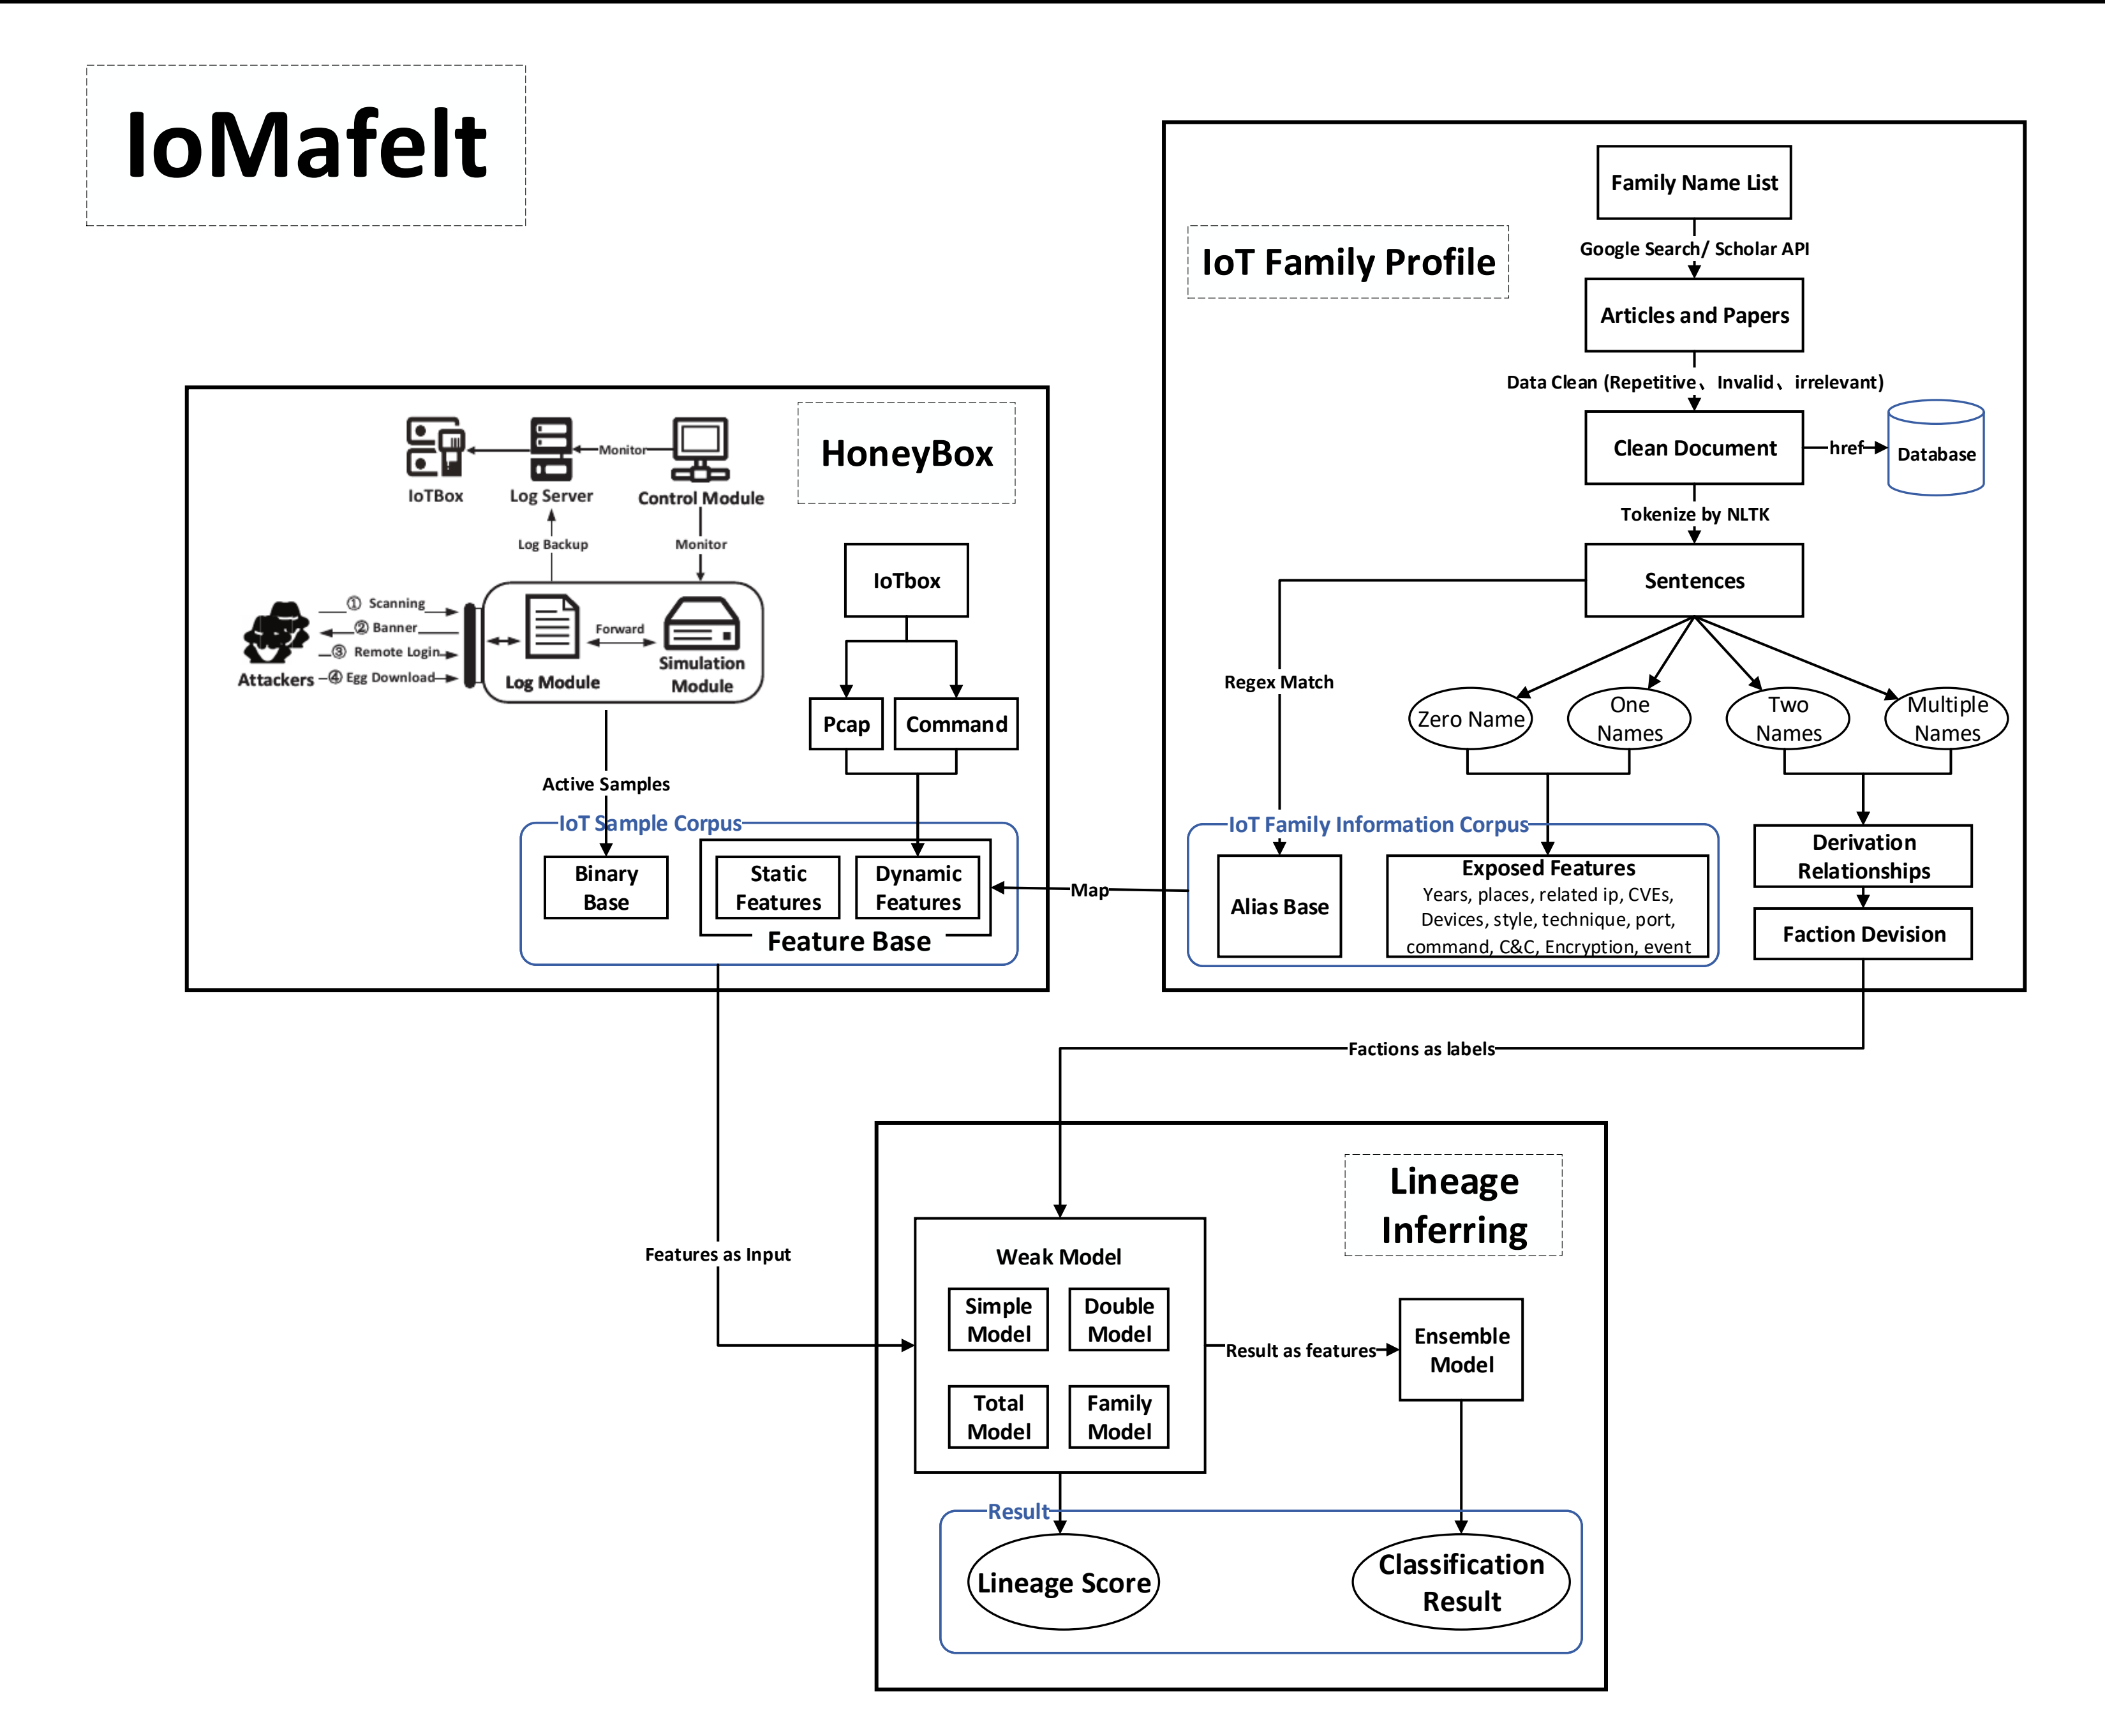 IoMafelt
HoneyBox
IoTBox
Log Server
Monitor
Control Module
Log Backup
Monitor
① Scanning
② Banner
③ Remote Login
④ Egg Download
Attackers
Log Module
Forward
Simulation
Module
IoTbox
Pcap
Command
Active Samples
IoT Sample Corpus
Binary
Base
Static
Features
Dynamic
Features
Feature Base
Map
IoT Family Profile
Family Name List
Google Search/ Scholar API
Articles and Papers
Data Clean (Repetitive、Invalid、irrelevant)
Clean Document
href
Database
Tokenize by NLTK
Sentences
Regex Match
Zero Name
One
Names
Two
Names
Multiple
Names
IoT Family Information Corpus
Alias Base
Exposed Features
Years, places, related ip, CVEs,
Devices, style, technique, port,
command, C&C, Encryption, event
Derivation
Relationships
Faction Devision
Factions as labels
Features as Input
Lineage
Inferring
Weak Model
Simple
Model
Double
Model
Total
Model
Family
Model
Result as features
Ensemble
Model
Result
Lineage Score
Classification
Result